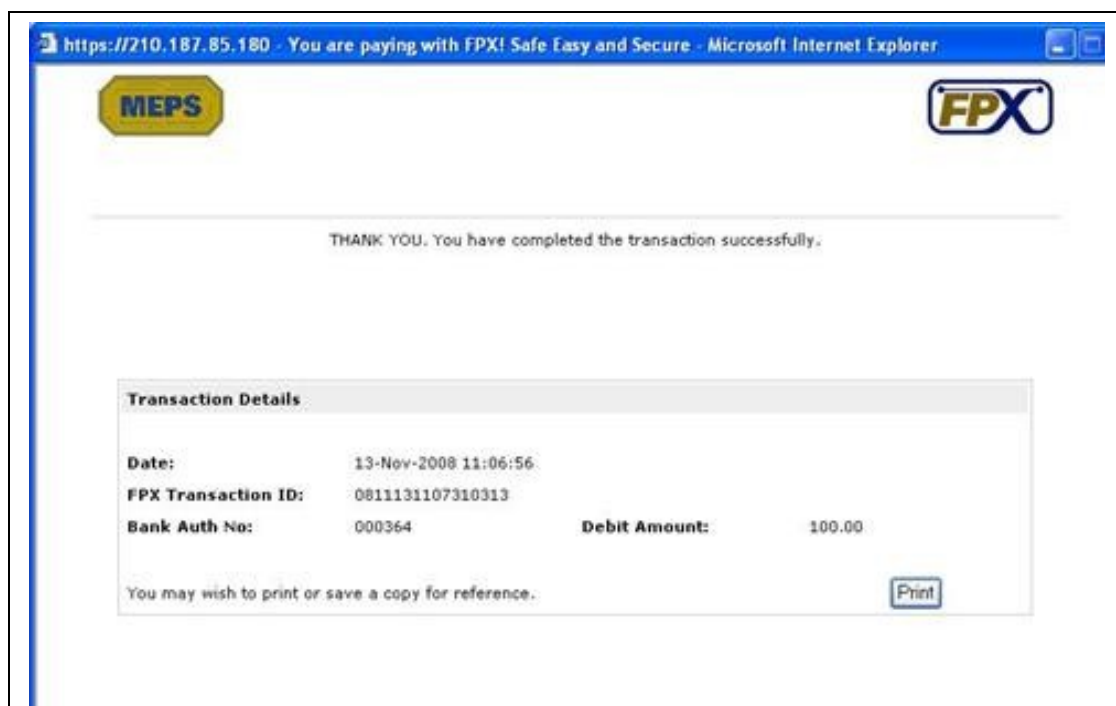 https://210.187.85.180 - You are paying with FPX! Safe Easy and Secure - Microsoft Internet Explorer
MEPS FPX
THANK YOU. You have completed the transaction successfully.
Transaction Details
Date: 13-Nov-2008 11:06:56
FPX Transaction ID: 0811131107310313
Bank Auth No: 000364 Debit Amount: 100.00
You may wish to print or save a copy for reference. Print